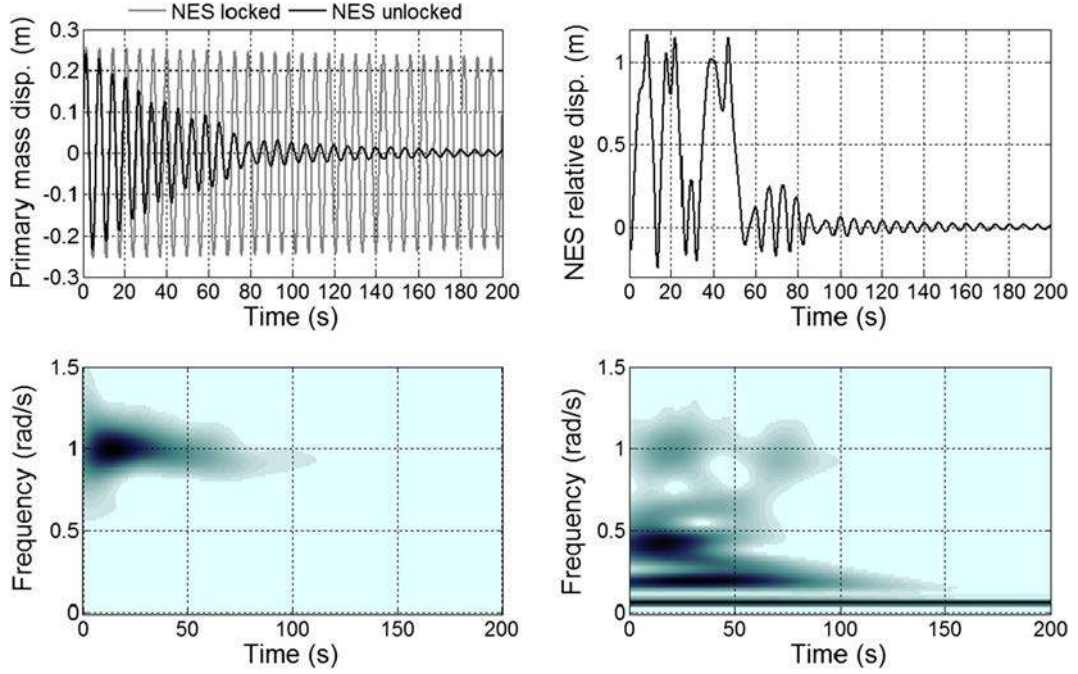 NES locked NES unlocked
Primary mass disp. (m)
0.3
0.2
0.1
0
-0.1
-0.2
-0.3
0 20 40 60 80 100 120 140 160 180 200
Time (s)
NES relative disp. (m)
1
0.5
0
0 20 40 60 80 100 120 140 160 180 200
Time (s)
Frequency (rad/s)
1.5
1
0.5
0
0 50 100 150 200
Time (s)
Frequency (rad/s)
1.5
1
0.5
0
0 50 100 150 200
Time (s)